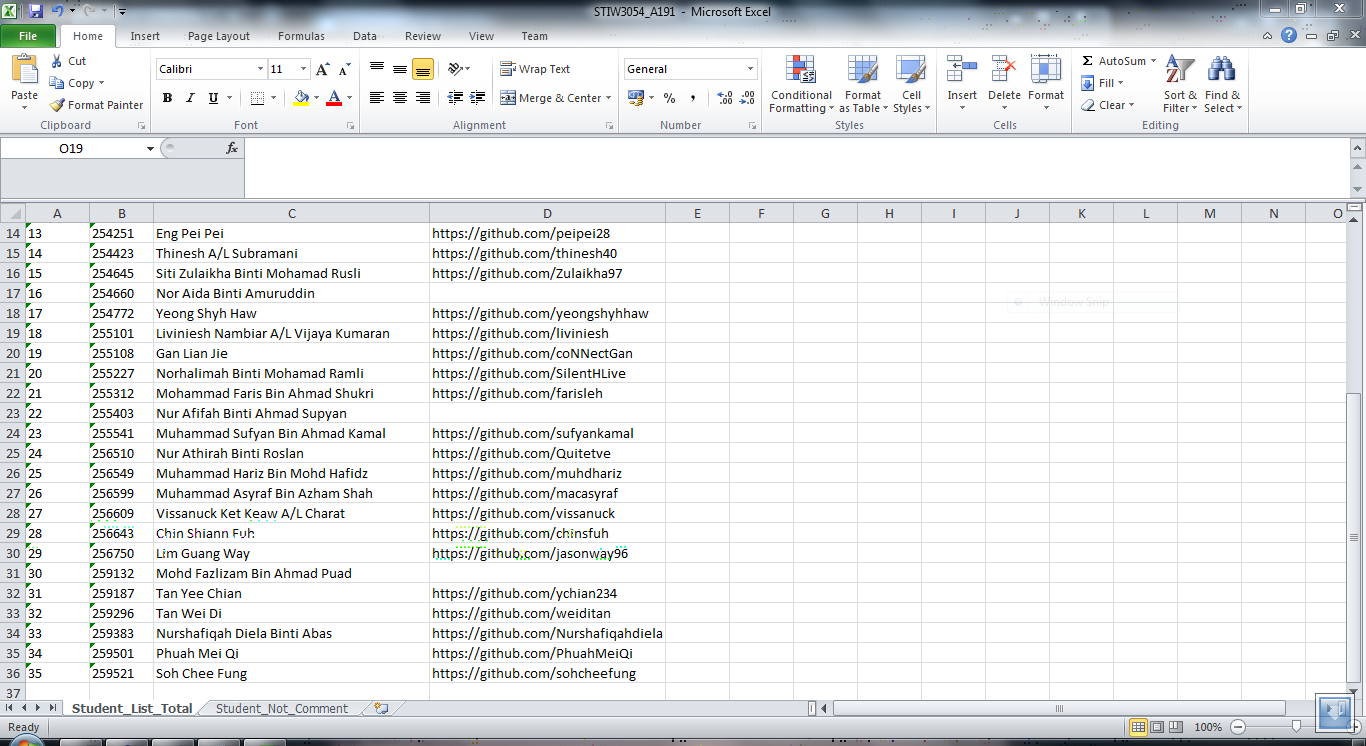 STIW3054_A191 - Microsoft Excel
File Home Insert Page Layout Formulas Data Review View Team
Paste Cut Copy Format Painter Clipboard
Calibri 11 B I U Font
Wrap Text Merge & Center Alignment
General % , Number
Conditional Formatting Format as Table Cell Styles Styles
Insert Delete Format Cells
Σ AutoSum Fill Clear Sort & Filter Find & Select Editing
O19 fx
A B C D E F G H I J K L M N O
14 13 254251 Eng Pei Pei https://github.com/peipei28
15 14 254423 Thinesh A/L Subramani https://github.com/thinesh40
16 15 254645 Siti Zulaikha Binti Mohamad Rusli https://github.com/Zulaikha97
17 16 254660 Nor Aida Binti Amuruddin
Window Snip
18 17 254772 Yeong Shyh Haw https://github.com/yeongshyhhaw
19 18 255101 Liviniesh Nambiar A/L Vijaya Kumaran https://github.com/liviniesh
20 19 255108 Gan Lian Jie https://github.com/coNNectGan
21 20 255227 Norhalimah Binti Mohamad Ramli https://github.com/SilentHLive
22 21 255312 Mohammad Faris Bin Ahmad Shukri https://github.com/farisleh
23 22 255403 Nur Afifah Binti Ahmad Supyan
24 23 255541 Muhammad Sufyan Bin Ahmad Kamal https://github.com/sufyankamal
25 24 256510 Nur Athirah Binti Roslan https://github.com/Quitetve
26 25 256549 Muhammad Hariz Bin Mohd Hafidz https://github.com/muhdhariz
27 26 256599 Muhammad Asyraf Bin Azham Shah https://github.com/macasyraf
28 27 256609 Vissanuck Ket Keaw A/L Charat https://github.com/vissanuck
29 28 256643 Chin Shiann Fuh https://github.com/chinsfuh
30 29 256750 Lim Guang Way https://github.com/jasonway96
31 30 259132 Mohd Fazlizam Bin Ahmad Puad
32 31 259187 Tan Yee Chian https://github.com/ychian234
33 32 259296 Tan Wei Di https://github.com/weiditan
34 33 259383 Nurshafiqah Diela Binti Abas https://github.com/Nurshafiqahdiela
35 34 259501 Phuah Mei Qi https://github.com/PhuahMeiQi
36 35 259521 Soh Chee Fung https://github.com/sohcheefung
37
Student_List_Total Student_Not_Comment
Ready 100%